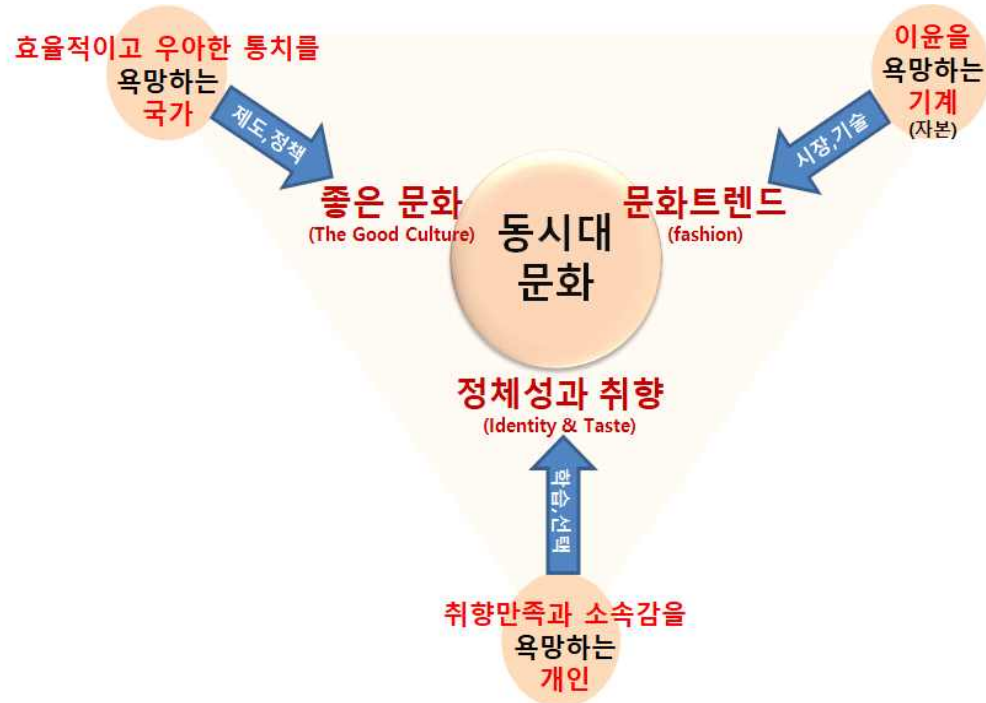 효율적이고 우아한 통치를
욕망하는
국가
제도,정책
이윤을
욕망하는
기계
(자본)
시장,기술
좋은 문화
(The Good Culture)
문화트렌드
(fashion)
동시대
문화
정체성과 취향
(Identity & Taste)
학습,선택
취향만족과 소속감을
욕망하는
개인